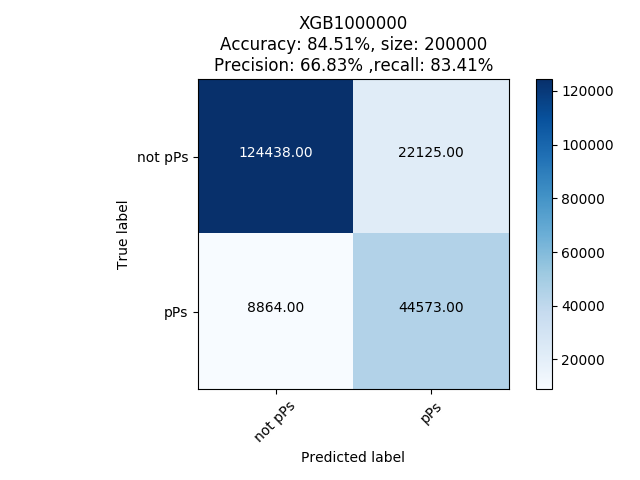 XGB1000000
Accuracy: 84.51%, size: 200000
Precision: 66.83% ,recall: 83.41%
124438.00
22125.00
8864.00
44573.00
not pPs
pPs
True label
not pPs
pPs
Predicted label
120000
100000
80000
60000
40000
20000